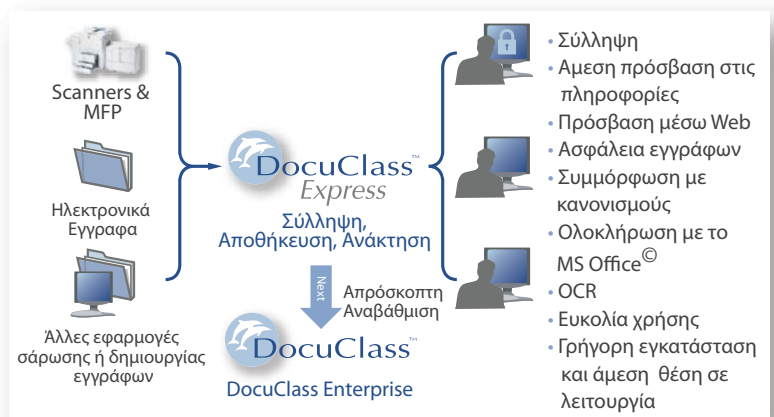 Scanners &
MFP
Ηλεκτρονικά
Εγγραφα
Άλλες εφαρμογές
σάρωσης ή δημιουργίας
εγγράφων
DocuClass™
Express
Σύλληψη,
Αποθήκευση, Ανάκτηση
Next
Απρόσκοπτη
Αναβάθμιση
DocuClass™
DocuClass Enterprise
• Σύλληψη
• Αμεση πρόσβαση στις
πληροφορίες
• Πρόσβαση μέσω Web
• Ασφάλεια εγγράφων
• Συμμόρφωση με
κανονισμούς
• Ολοκλήρωση με το
MS Office©
• OCR
• Ευκολία χρήσης
• Γρήγορη εγκατάσταση
και άμεση θέση σε
λειτουργία